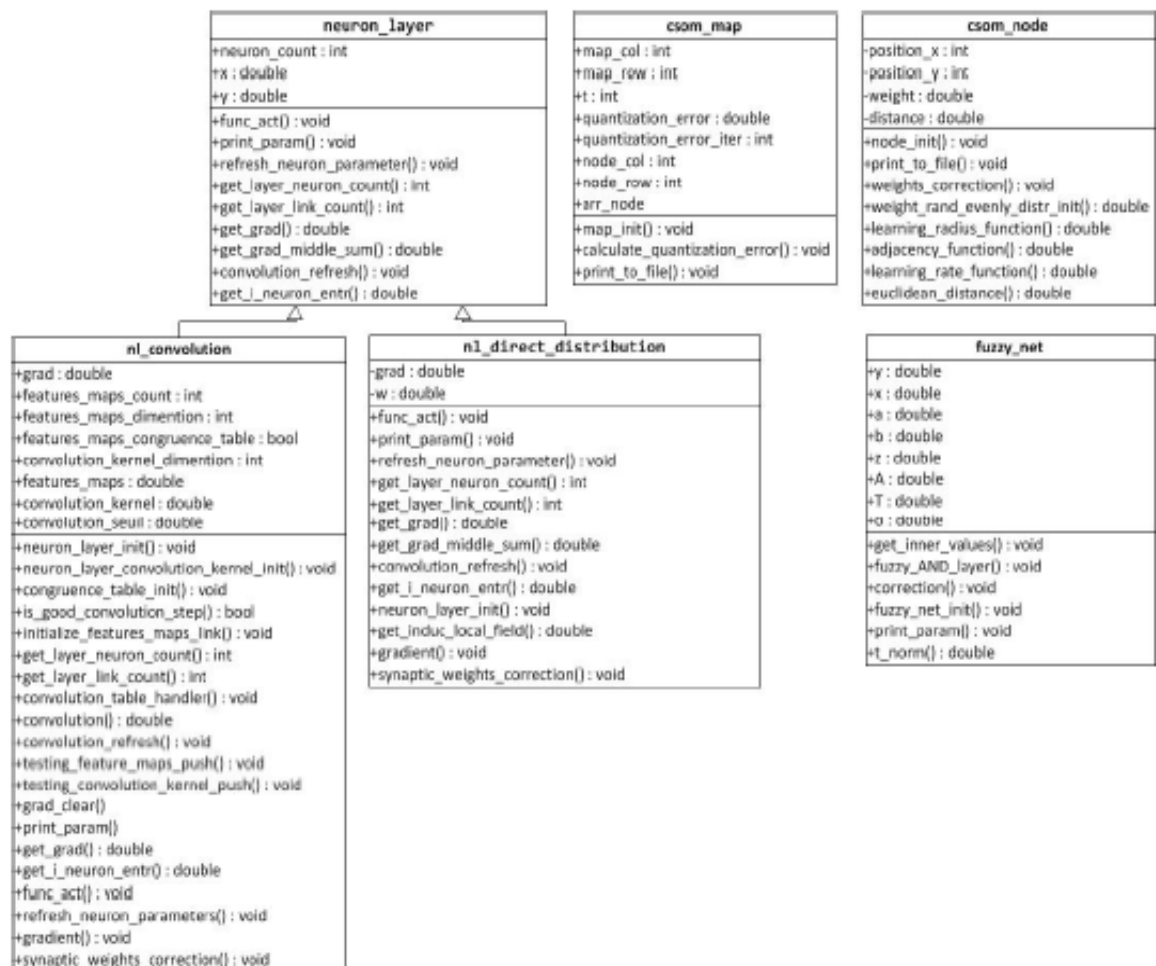 neuron_layer
+neuron_count : int
+x : double
+y : double
+func_act() : void
+print_param() : void
+refresh_neuron_parameter() : void
+get_layer_neuron_count() : int
+get_layer_link_count() : int
+get_grad() : double
+get_grad_middle_sum() : double
+convolution_refresh() : void
+get_i_neuron_entr() : double
csom_map
+map_col : int
+map_row : int
+t : int
+quantization_error : double
+quantization_error_iter : int
+node_col : int
+node_row : int
+arr_node
+map_init() : void
+calculate_quantization_error() : void
+print_to_file() : void
csom_node
-position_x : int
-position_y : int
-weight : double
-distance : double
+node_init() : void
+print_to_file() : void
+weights_correction() : void
+weight_rand_evenly_distr_init() : double
+learning_radius_function() : double
+adjacency_function() : double
+learning_rate_function() : double
+euclidean_distance() : double
nl_convolution
+grad : double
+features_maps_count : int
+features_maps_dimention : int
+features_maps_congruence_table : bool
+convolution_kernel_dimention : int
+features_maps : double
+convolution_kernel : double
+convolution_seuil : double
+neuron_layer_init() : void
+neuron_layer_convolution_kernel_init() : void
+congruence_table_init() : void
+is_good_convolution_step() : bool
+initialize_features_maps_link() : void
+get_layer_neuron_count() : int
+get_layer_link_count() : int
+convolution_table_handler() : void
+convolution() : double
+convolution_refresh() : void
+testing_feature_maps_push() : void
+testing_convolution_kernel_push() : void
+grad_clear()
+print_param()
+get_grad() : double
+get_i_neuron_entr() : double
+func_act() : void
+refresh_neuron_parameters() : void
+gradient() : void
+synaptic_weights_correction() : void
nl_direct_distribution
-grad : double
-w : double
+func_act() : void
+print_param() : void
+refresh_neuron_parameter() : void
+get_layer_neuron_count() : int
+get_layer_link_count() : int
+get_grad() : double
+get_grad_middle_sum() : double
+convolution_refresh() : void
+get_i_neuron_entr() : double
+neuron_layer_init() : void
+get_induc_local_field() : double
+gradient() : void
+synaptic_weights_correction() : void
fuzzy_net
+y : double
+x : double
+a : double
+b : double
+z : double
+A : double
+T : double
+o : double
+get_inner_values() : void
+fuzzy_AND_layer() : void
+correction() : void
+fuzzy_net_init() : void
+print_param() : void
+t_norm() : double